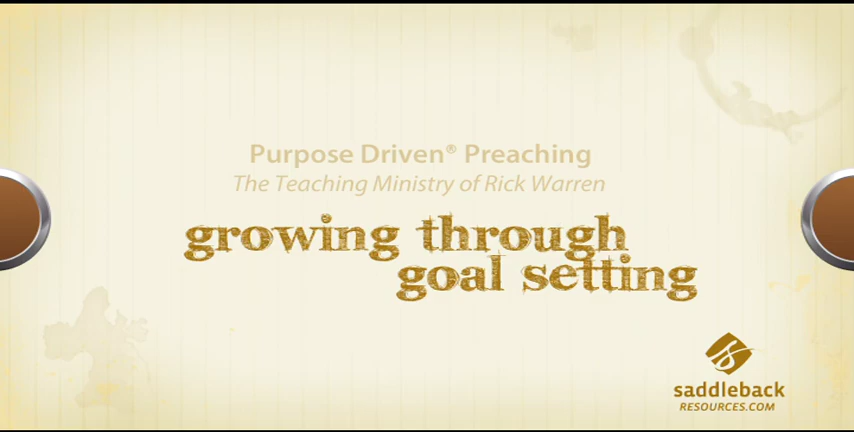 Purpose Driven® Preaching
The Teaching Ministry of Rick Warren
growing through
goal setting
saddleback
RESOURCES.COM